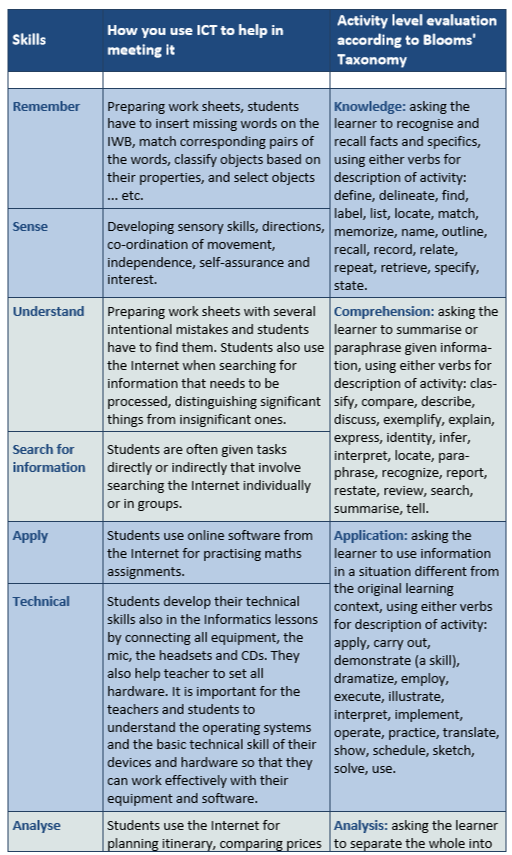 Skills
How you use ICT to help in
meeting it
Activity level evaluation
according to Blooms'
Taxonomy
Remember
Preparing work sheets, students
have to insert missing words on the
IWB, match corresponding pairs of
the words, classify objects based on
their properties, and select objects
... etc.
Knowledge: asking the
learner to recognise and
recall facts and specifics,
using either verbs for
description of activity:
define, delineate, find,
label, list, locate, match,
memorize, name, outline,
recall, record, relate,
repeat, retrieve, specify,
state.
Sense
Developing sensory skills, directions,
co-ordination of movement,
independence, self-assurance and
interest.
Understand
Preparing work sheets with several
intentional mistakes and students
have to find them. Students also use
the Internet when searching for
information that needs to be
processed, distinguishing significant
things from insignificant ones.
Comprehension: asking the
learner to summarise or
paraphrase given informa-
tion, using either verbs for
description of activity: clas-
sify, compare, describe,
discuss, exemplify, explain,
express, identity, infer,
interpret, locate, para-
phrase, recognize, report,
restate, review, search,
summarise, tell.
Search for
information
Students are often given tasks
directly or indirectly that involve
searching the Internet individually
or in groups.
Apply
Students use online software from
the Internet for practising maths
assignments.
Application: asking the
learner to use information
in a situation different from
the original learning
context, using either verbs
for description of activity:
apply, carry out,
demonstrate (a skill),
dramatize, employ,
execute, illustrate,
interpret, implement,
operate, practice, translate,
show, schedule, sketch,
solve, use.
Technical
Students develop their technical
skills also in the Informatics lessons
by connecting all equipment, the
mic, the headsets and CDs. They
also help teacher to set all
hardware. It is important for the
teachers and students to
understand the operating systems
and the basic technical skill of their
devices and hardware so that they
can work effectively with their
equipment and software.
Analyse
Students use the Internet for
planning itinerary, comparing prices
Analysis: asking the learner
to separate the whole into